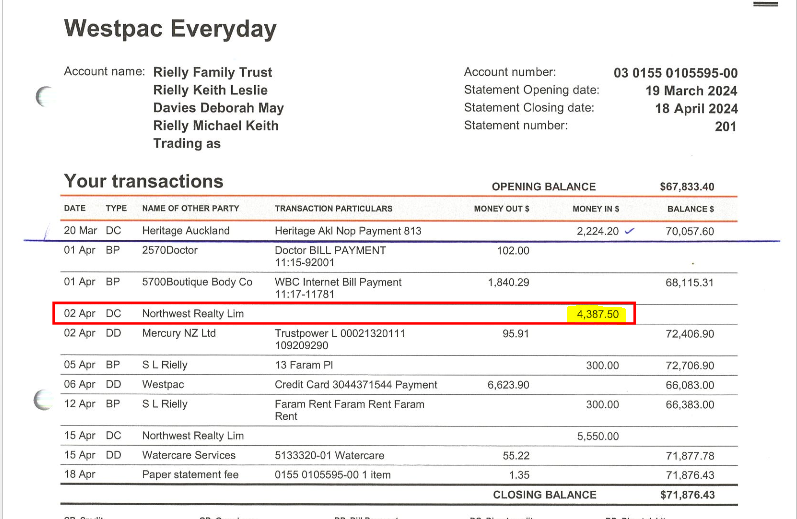 Westpac Everyday
Account name: Rielly Family Trust
Rielly Keith Leslie
Davies Deborah May
Rielly Michael Keith
Trading as
Account number: 03 0155 0105595-00
Statement Opening date: 19 March 2024
Statement Closing date: 18 April 2024
Statement number: 201
Your transactions OPENING BALANCE $67,833.40
DATE TYPE NAME OF OTHER PARTY TRANSACTION PARTICULARS MONEY OUT $ MONEY IN $ BALANCE $
20 Mar DC Heritage Auckland Heritage Akl Nop Payment 813 2,224.20 ✓ 70,057.60
01 Apr BP 2570Doctor Doctor BILL PAYMENT 102.00
11:15-92001
01 Apr BP 5700Boutique Body Co WBC Internet Bill Payment 1,840.29 68,115.31
11:17-11781
02 Apr DC Northwest Realty Lim 4,387.50
02 Apr DD Mercury NZ Ltd Trustpower L 00021320111 95.91 72,406.90
109209290
05 Apr BP S L Rielly 13 Faram Pl 300.00 72,706.90
06 Apr DD Westpac Credit Card 3044371544 Payment 6,623.90 66,083.00
12 Apr BP S L Rielly Faram Rent Faram Rent Faram 300.00 66,383.00
Rent
15 Apr DC Northwest Realty Lim 5,550.00
15 Apr DD Watercare Services 5133320-01 Watercare 55.22 71,877.78
18 Apr Paper statement fee 0155 0105595-00 1 item 1.35 71,876.43
CLOSING BALANCE $71,876.43